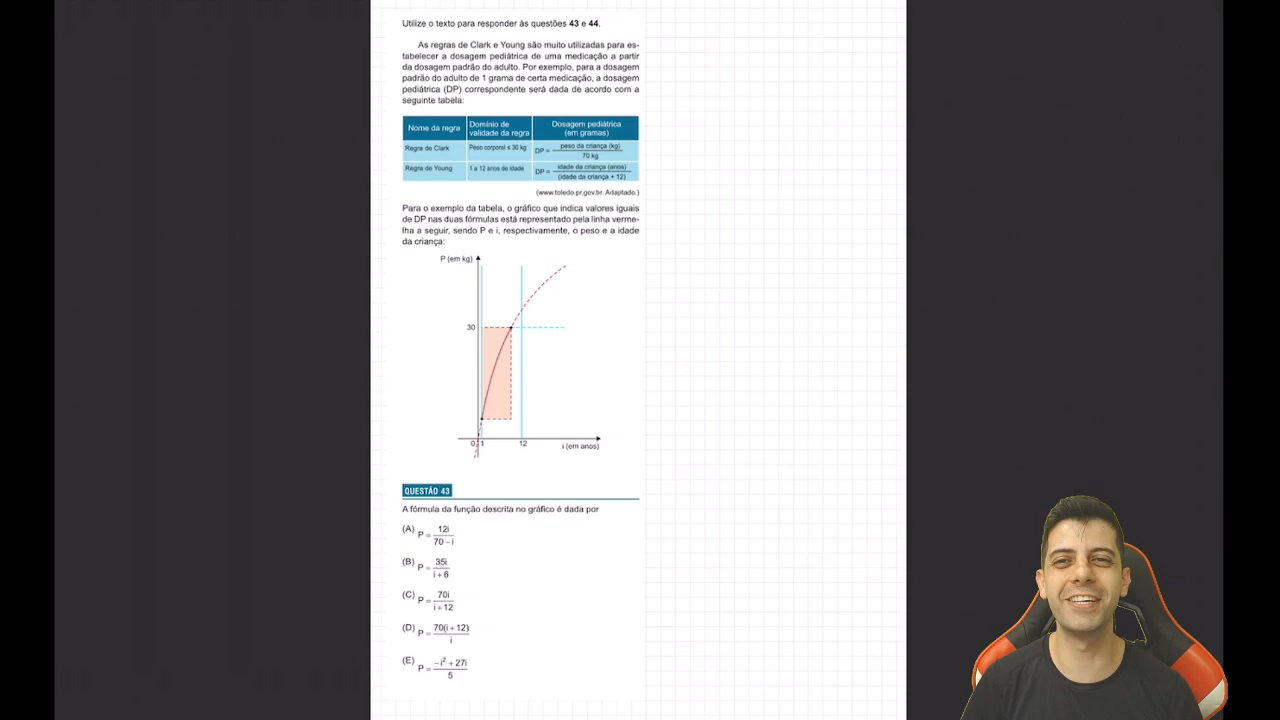 Utilize o texto para responder às questões 43 e 44.
As regras de Clark e Young são muito utilizadas para es-
tabelecer a dosagem pediátrica de uma medicação a partir
da dosagem padrão do adulto. Por exemplo, para a dosagem
padrão do adulto de 1 grama de certa medicação, a dosagem
pediátrica (DP) correspondente será dada de acordo com a
seguinte tabela:
Nome da regra
Domínio de
validade da regra
Dosagem pediátrica
(em gramas)
Regra de Clark
Peso corporal ≤ 30 kg
DP = peso da criança (kg)
70 kg
Regra de Young
1 a 12 anos de idade
DP = idade da criança (anos)
(idade da criança + 12)
(www.toledo.pr.gov.br. Adaptado.)
Para o exemplo da tabela, o gráfico que indica valores iguais
de DP nas duas fórmulas está representado pela linha verme-
lha a seguir, sendo P e i, respectivamente, o peso e a idade
da criança:
P (em kg)
30
0 1 12 i (em anos)
QUESTÃO 43
A fórmula da função descrita no gráfico é dada por
(A) P = 12i
70 – i
(B) P = 35i
i + 6
(C) P = 70i
i + 12
(D) P = 70(i + 12)
i
(E) P = –i² + 27i
5